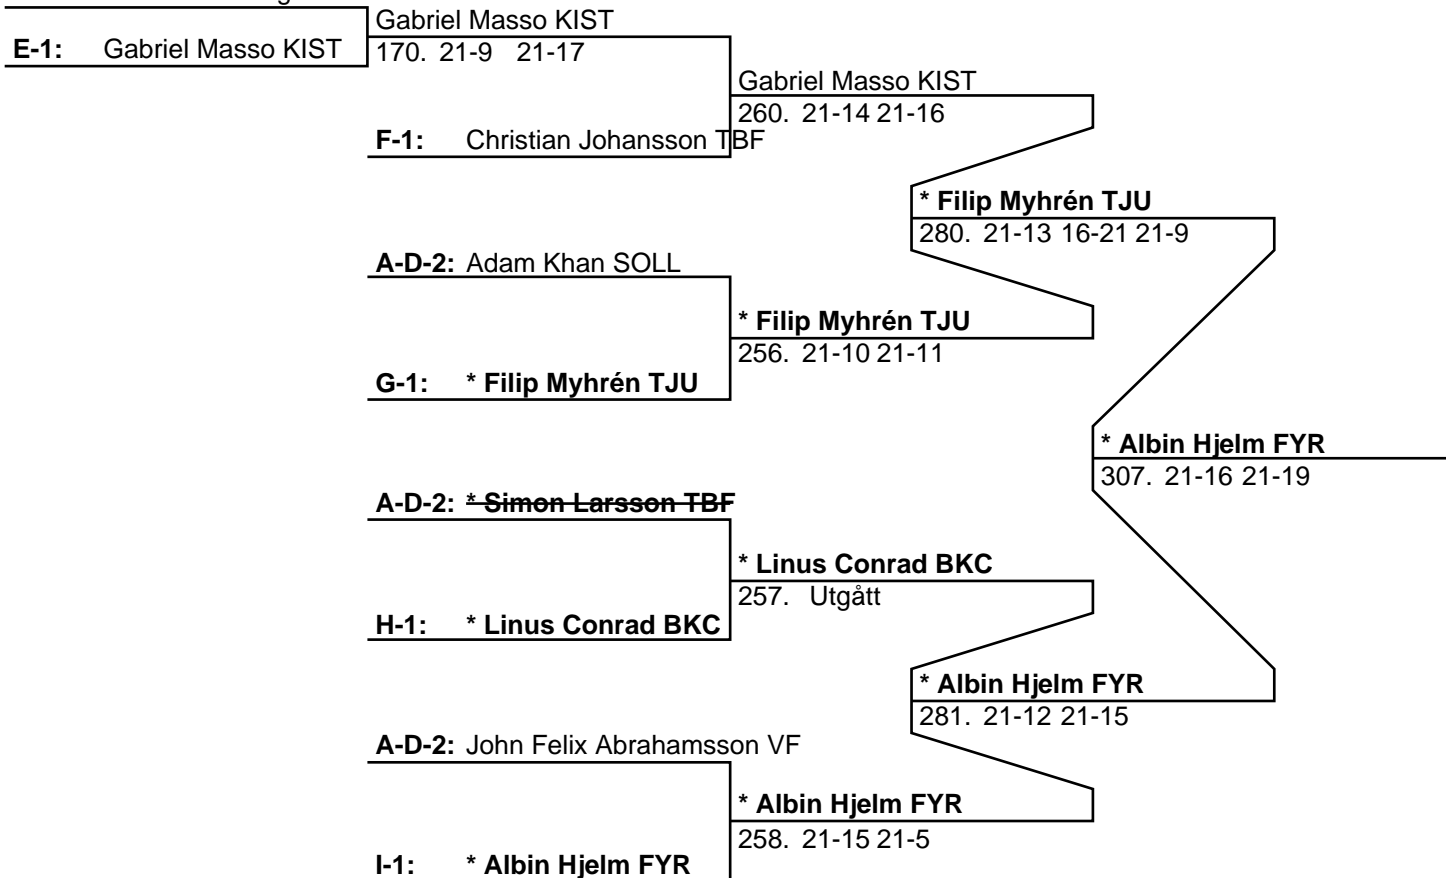 Gabriel Masso KIST
E-1: Gabriel Masso KIST
170. 21-9 21-17
Gabriel Masso KIST
260. 21-14 21-16
F-1: Christian Johansson TBF
* Filip Myhrén TJU
280. 21-13 16-21 21-9
A-D-2: Adam Khan SOLL
* Filip Myhrén TJU
256. 21-10 21-11
G-1: * Filip Myhrén TJU
* Albin Hjelm FYR
307. 21-16 21-19
A-D-2: * Simon Larsson TBF
* Linus Conrad BKC
257. Utgått
H-1: * Linus Conrad BKC
* Albin Hjelm FYR
281. 21-12 21-15
A-D-2: John Felix Abrahamsson VF
* Albin Hjelm FYR
258. 21-15 21-5
I-1: * Albin Hjelm FYR